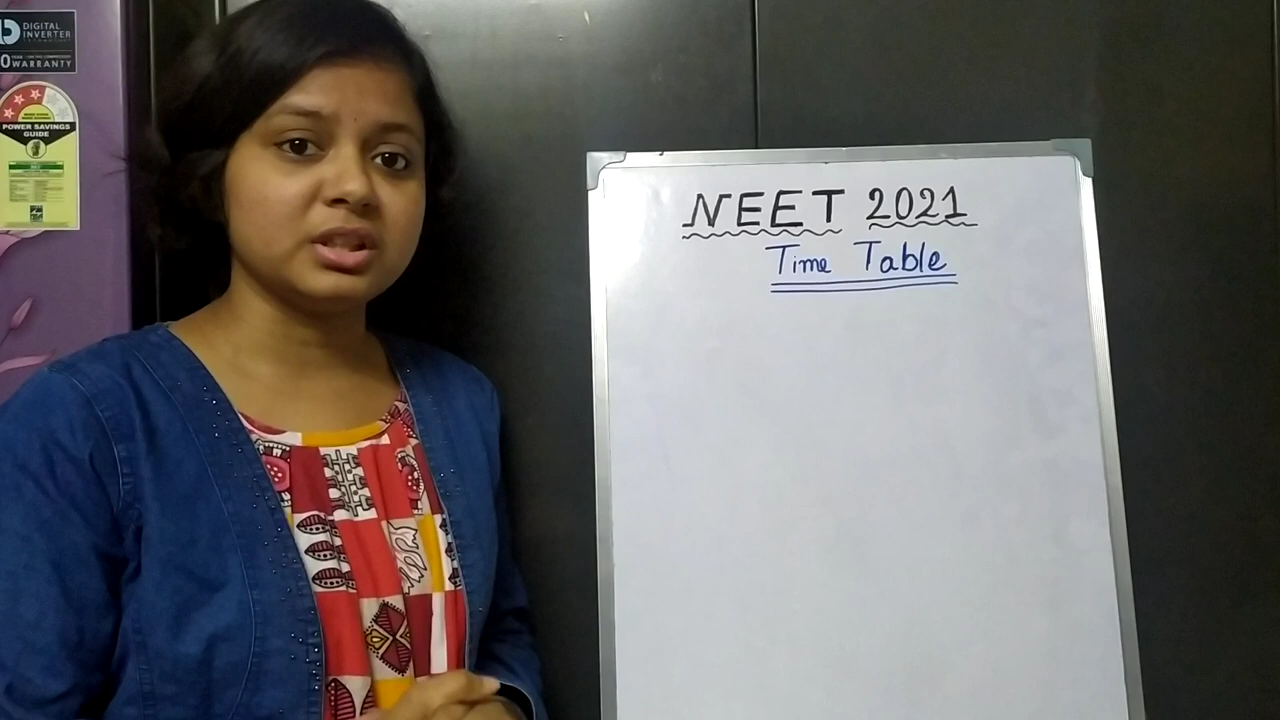 DIGITAL
INVERTER
WARRANTY
POWER SAVINGS
GUIDE
NEET 2021
Time Table